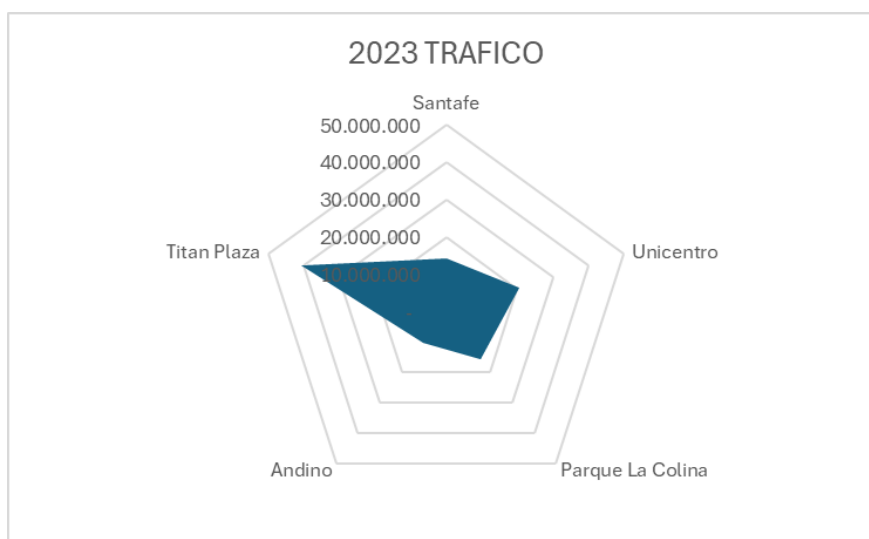 2023 TRAFICO
Santafe
50.000.000
40.000.000
30.000.000
20.000.000
10.000.000
-
Titan Plaza
Unicentro
Andino
Parque La Colina